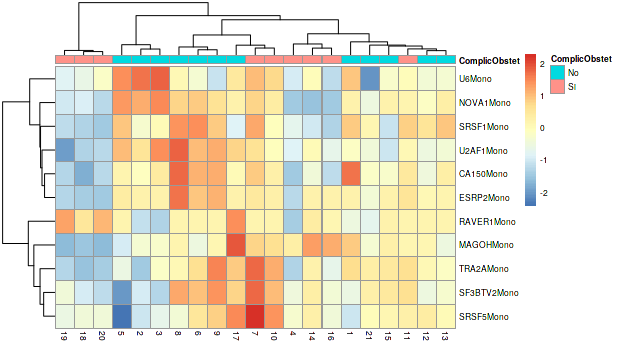 ComplicObstet
ComplicObstet
No
Si
2
1
0
-1
-2
U6Mono
NOVA1Mono
SRSF1Mono
U2AF1Mono
CA150Mono
ESRP2Mono
RAVER1Mono
MAGOHMono
TRA2AMono
SF3BTV2Mono
SRSF5Mono
19 18 20 5 2 3 8 6 9 17 7 10 4 14 16 1 21 15 11 12 13